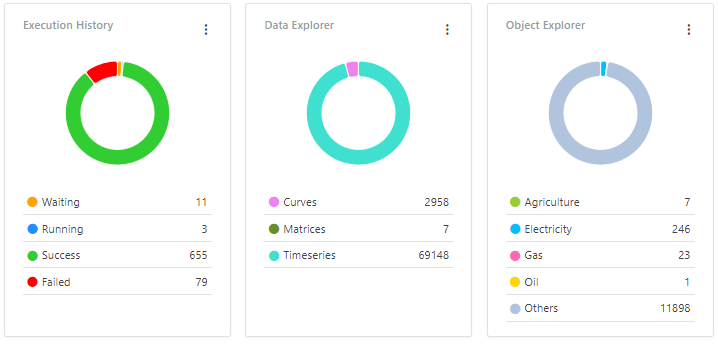 Execution History
Waiting 11
Running 3
Success 655
Failed 79
Data Explorer
Curves 2958
Matrices 7
Timeseries 69148
Object Explorer
Agriculture 7
Electricity 246
Gas 23
Oil 1
Others 11898